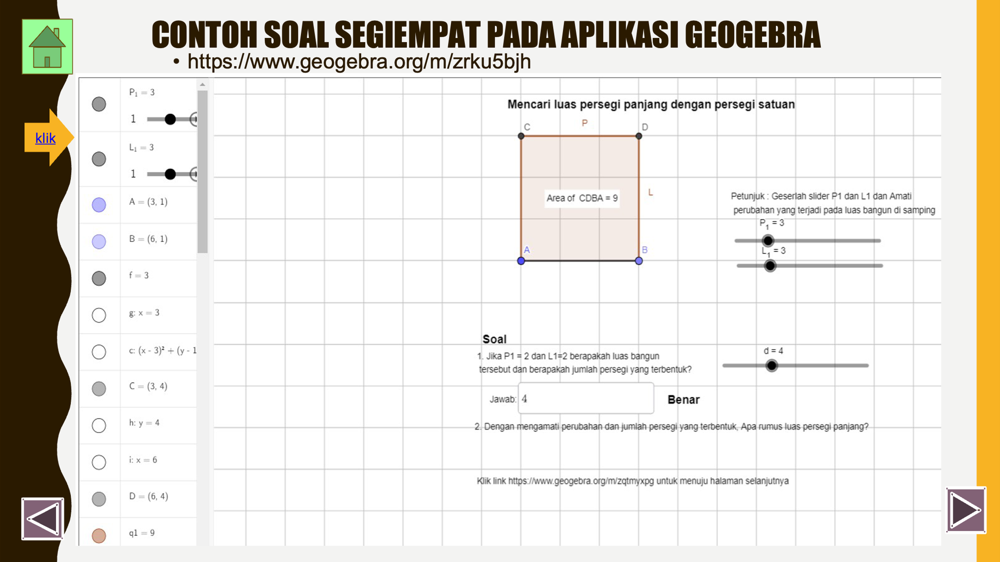 CONTOH SOAL SEGIEMPAT PADA APLIKASI GEOGEBRA
• https://www.geogebra.org/m/zrku5bjh
klik
P₁ = 3
1
L₁ = 3
1
A = (3, 1)
B = (6, 1)
f = 3
g: x = 3
c: (x - 3)² + (y - 1
C = (3, 4)
h: y = 4
i: x = 6
D = (6, 4)
q1 = 9
Mencari luas persegi panjang dengan persegi satuan
C
P
D
Area of CDBA = 9
L
A
B
Petunjuk : Geserlah slider P1 dan L1 dan Amati
perubahan yang terjadi pada luas bangun di samping
P₁ = 3
L₁ = 3
Soal
1. Jika P1 = 2 dan L1=2 berapakah luas bangun
tersebut dan berapakah jumlah persegi yang terbentuk?
d = 4
Jawab: 4
Benar
2. Dengan mengamati perubahan dan jumlah persegi yang terbentuk, Apa rumus luas persegi panjang?
Klik link https://www.geogebra.org/m/zqtmyxpg untuk menuju halaman selanjutnya